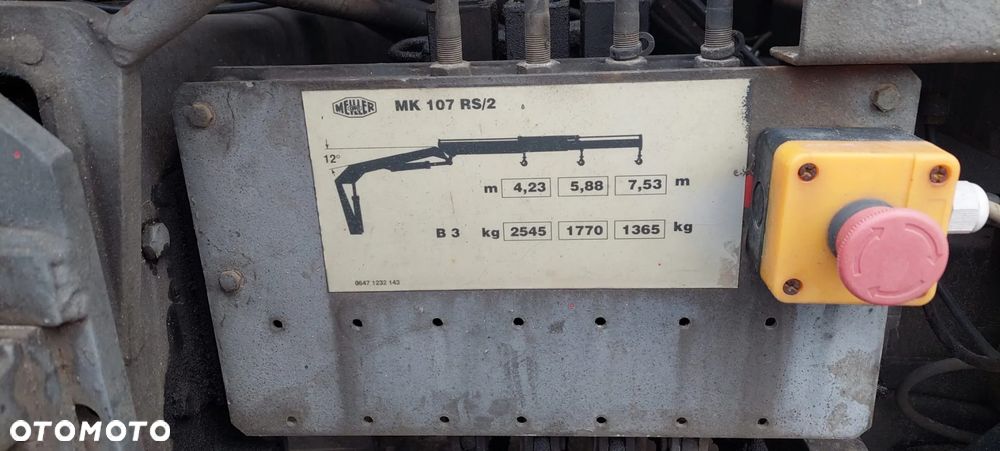 MEILLER MK 107 RS/2
12°
m 4,23 5,88 7,53 m
B 3 kg 2545 1770 1365 kg
0647 1232 143
OTOMOTO